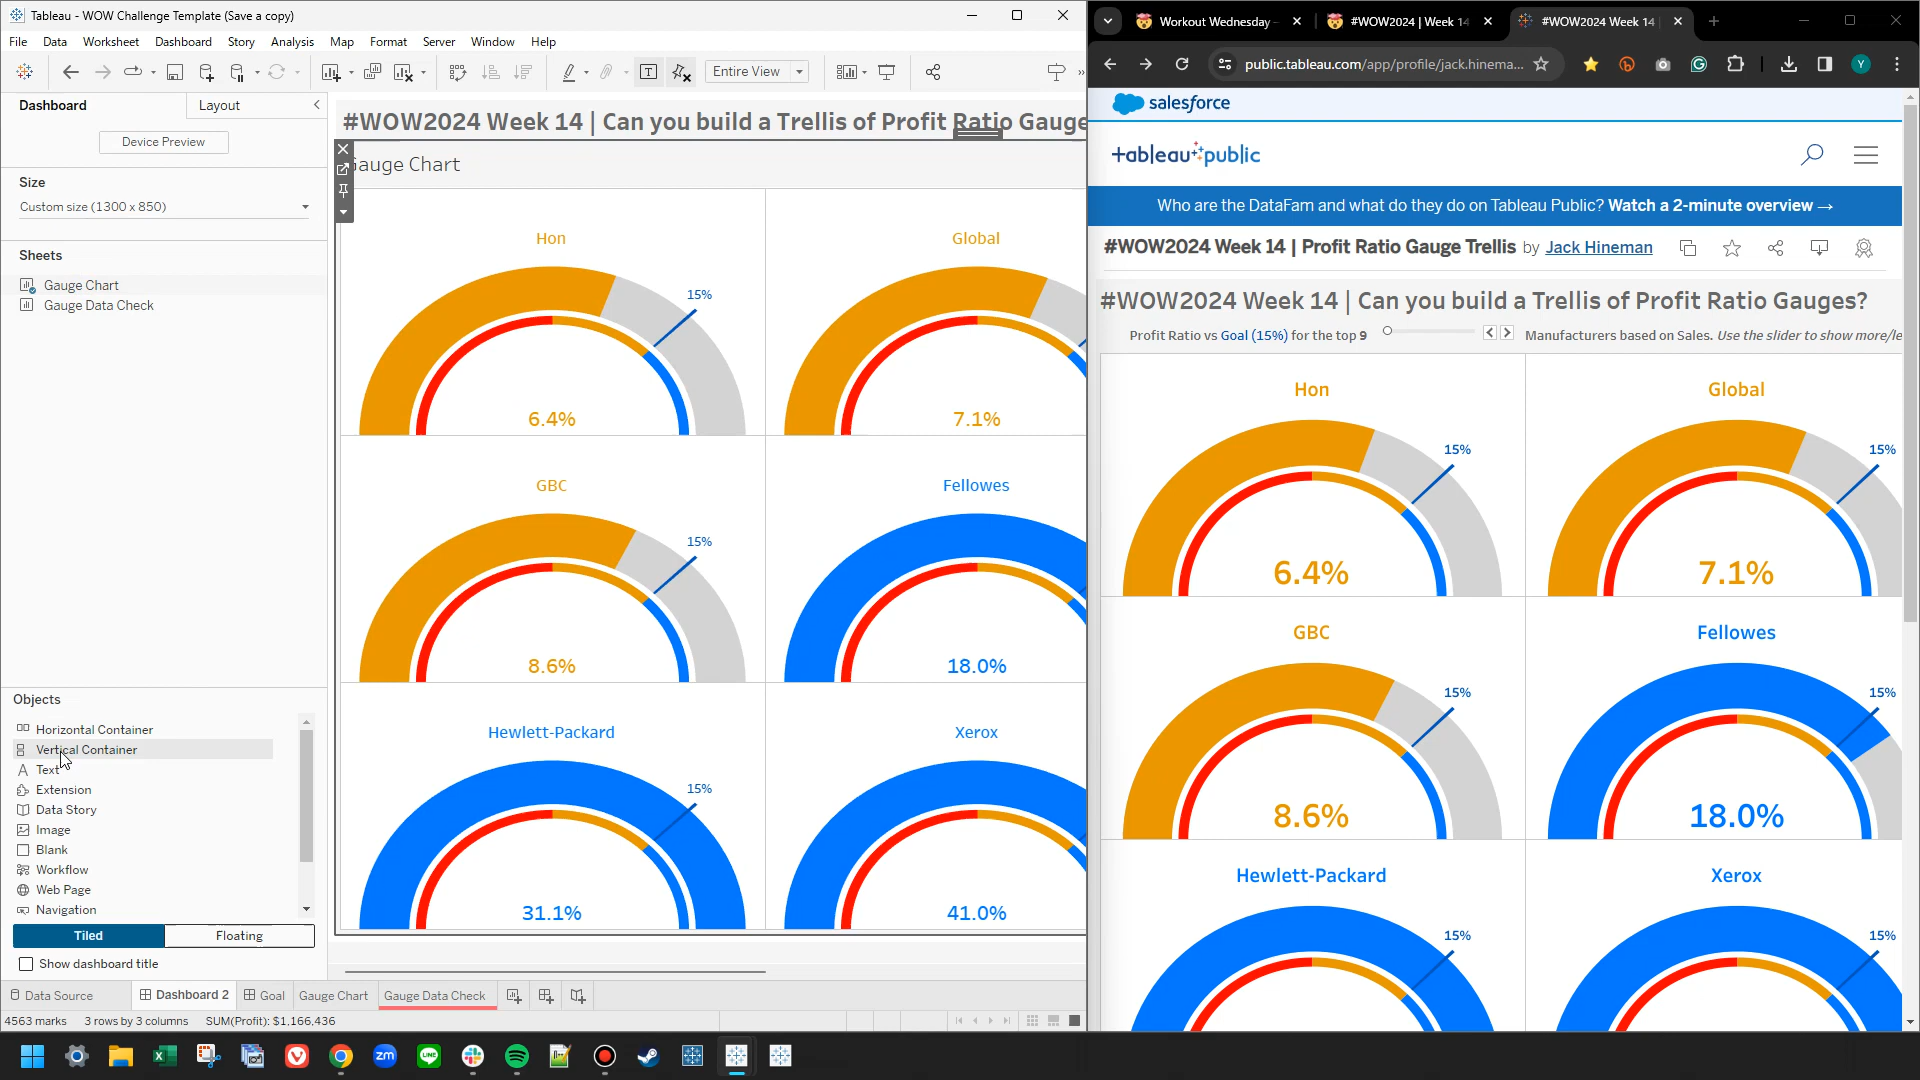 Tableau - WOW Challenge Template (Save a copy)
File Data Worksheet Dashboard Story Analysis Map Format Server Window Help
Entire View
Dashboard
Layout
Device Preview
Size
Custom size (1300 x 850)
Sheets
Gauge Chart
Gauge Data Check
Objects
Horizontal Container
Vertical Container
Text
Extension
Data Story
Image
Blank
Workflow
Web Page
Navigation
Tiled
Floating
Show dashboard title
#WOW2024 Week 14 | Can you build a Trellis of Profit Ratio Gauge
Gauge Chart
Hon
15%
6.4%
Global
7.1%
GBC
15%
8.6%
Fellowes
18.0%
Hewlett-Packard
15%
31.1%
Xerox
41.0%
Data Source
Dashboard 2
Goal
Gauge Chart
Gauge Data Check
4563 marks 3 rows by 3 columns SUM(Profit): $1,166,436
Workout Wednesday
#WOW2024 | Week 14
#WOW2024 Week 14
public.tableau.com/app/profile/jack.hinema...
Y
salesforce
+ableau+public
Who are the DataFam and what do they do on Tableau Public? Watch a 2-minute overview →
#WOW2024 Week 14 | Profit Ratio Gauge Trellis by Jack Hineman
#WOW2024 Week 14 | Can you build a Trellis of Profit Ratio Gauges?
Profit Ratio vs Goal (15%) for the top 9
Manufacturers based on Sales. Use the slider to show more/le
Hon
15%
6.4%
Global
15%
7.1%
GBC
15%
8.6%
Fellowes
15%
18.0%
Hewlett-Packard
15%
Xerox
15%
zm
LINE